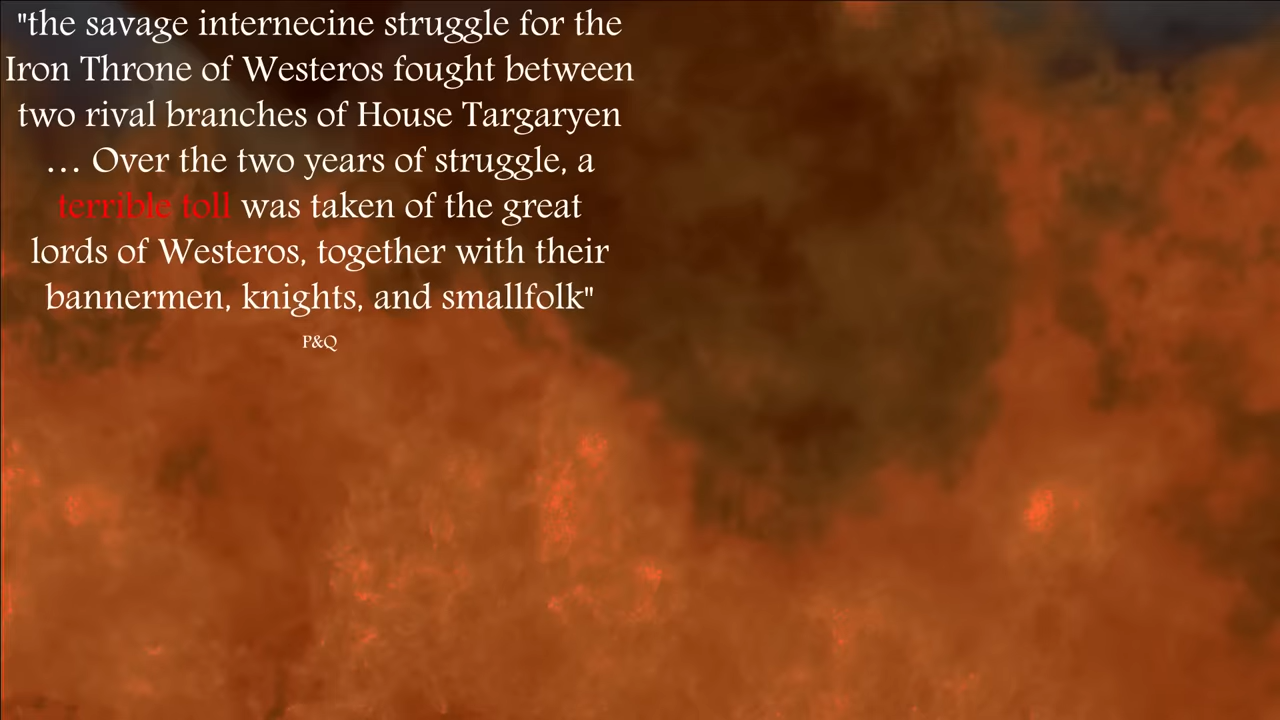 "the savage internecine struggle for the
Iron Throne of Westeros fought between
two rival branches of House Targaryen
… Over the two years of struggle, a
terrible toll was taken of the great
lords of Westeros, together with their
bannermen, knights, and smallfolk"
P&Q